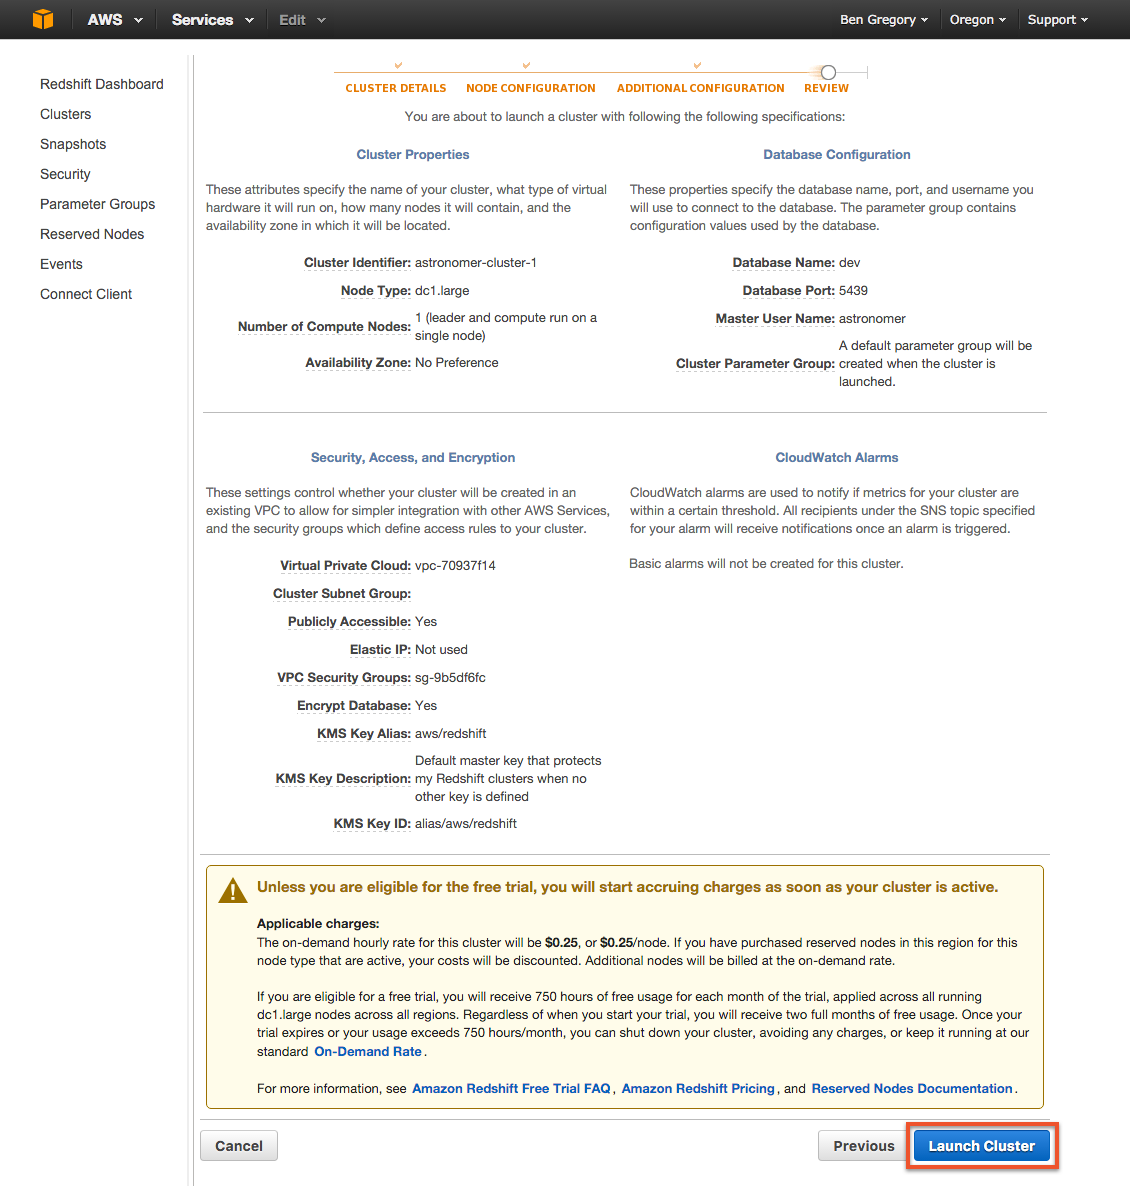 AWS Services Edit Ben Gregory Oregon Support
Redshift Dashboard
Clusters
Snapshots
Security
Parameter Groups
Reserved Nodes
Events
Connect Client
CLUSTER DETAILS NODE CONFIGURATION ADDITIONAL CONFIGURATION REVIEW
You are about to launch a cluster with following the following specifications:
Cluster Properties
These attributes specify the name of your cluster, what type of virtual
hardware it will run on, how many nodes it will contain, and the
availability zone in which it will be located.
Cluster Identifier: astronomer-cluster-1
Node Type: dc1.large
Number of Compute Nodes: 1 (leader and compute run on a
single node)
Availability Zone: No Preference
Database Configuration
These properties specify the database name, port, and username you
will use to connect to the database. The parameter group contains
configuration values used by the database.
Database Name: dev
Database Port: 5439
Master User Name: astronomer
Cluster Parameter Group: A default parameter group will be
created when the cluster is
launched.
Security, Access, and Encryption
These settings control whether your cluster will be created in an
existing VPC to allow for simpler integration with other AWS Services,
and the security groups which define access rules to your cluster.
Virtual Private Cloud: vpc-70937f14
Cluster Subnet Group:
Publicly Accessible: Yes
Elastic IP: Not used
VPC Security Groups: sg-9b5df6fc
Encrypt Database: Yes
KMS Key Alias: aws/redshift
KMS Key Description: Default master key that protects
my Redshift clusters when no
other key is defined
KMS Key ID: alias/aws/redshift
CloudWatch Alarms
CloudWatch alarms are used to notify if metrics for your cluster are
within a certain threshold. All recipients under the SNS topic specified
for your alarm will receive notifications once an alarm is triggered.
Basic alarms will not be created for this cluster.
Unless you are eligible for the free trial, you will start accruing charges as soon as your cluster is active.
Applicable charges:
The on-demand hourly rate for this cluster will be $0.25, or $0.25/node. If you have purchased reserved nodes in this region for this
node type that are active, your costs will be discounted. Additional nodes will be billed at the on-demand rate.
If you are eligible for a free trial, you will receive 750 hours of free usage for each month of the trial, applied across all running
dc1.large nodes across all regions. Regardless of when you start your trial, you will receive two full months of free usage. Once your
trial expires or your usage exceeds 750 hours/month, you can shut down your cluster, avoiding any charges, or keep it running at our
standard On-Demand Rate.
For more information, see Amazon Redshift Free Trial FAQ, Amazon Redshift Pricing, and Reserved Nodes Documentation.
Cancel Previous Launch Cluster